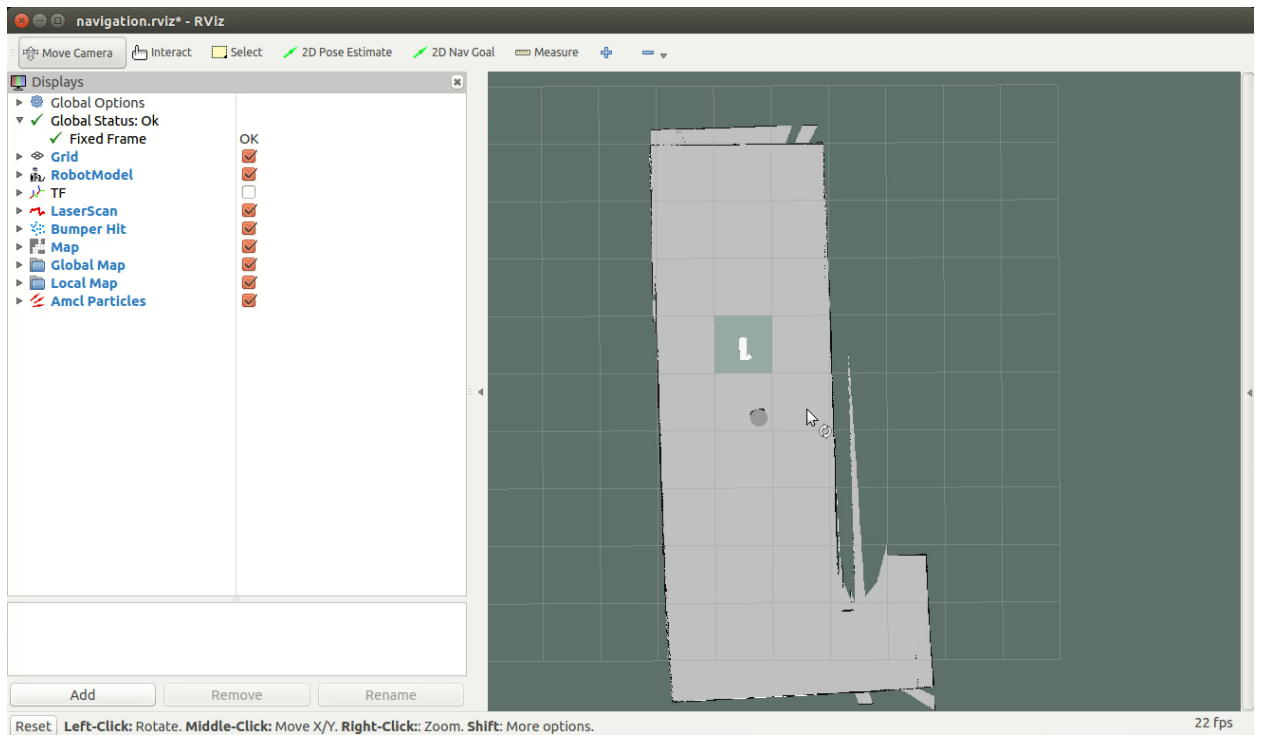 navigation.rviz* - RViz
Move Camera Interact Select 2D Pose Estimate 2D Nav Goal Measure
Displays
Global Options
Global Status: Ok
Fixed Frame OK
Grid
RobotModel
TF
LaserScan
Bumper Hit
Map
Global Map
Local Map
Amcl Particles
Add Remove Rename
Reset Left-Click: Rotate. Middle-Click: Move X/Y. Right-Click:: Zoom. Shift: More options. 22 fps